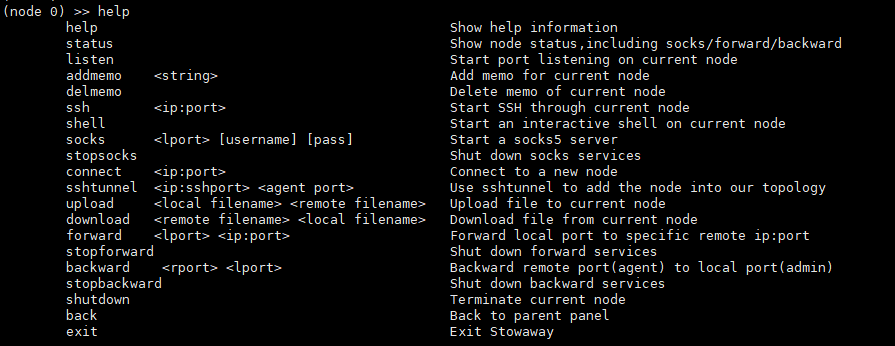 (node 0) >> help
help Show help information
status Show node status,including socks/forward/backward
listen Start port listening on current node
addmemo <string> Add memo for current node
delmemo Delete memo of current node
ssh <ip:port> Start SSH through current node
shell Start an interactive shell on current node
socks <lport> [username] [pass] Start a socks5 server
stopsocks Shut down socks services
connect <ip:port> Connect to a new node
sshtunnel <ip:sshport> <agent port> Use sshtunnel to add the node into our topology
upload <local filename> <remote filename> Upload file to current node
download <remote filename> <local filename> Download file from current node
forward <lport> <ip:port> Forward local port to specific remote ip:port
stopforward Shut down forward services
backward <rport> <lport> Backward remote port(agent) to local port(admin)
stopbackward Shut down backward services
shutdown Terminate current node
back Back to parent panel
exit Exit Stowaway